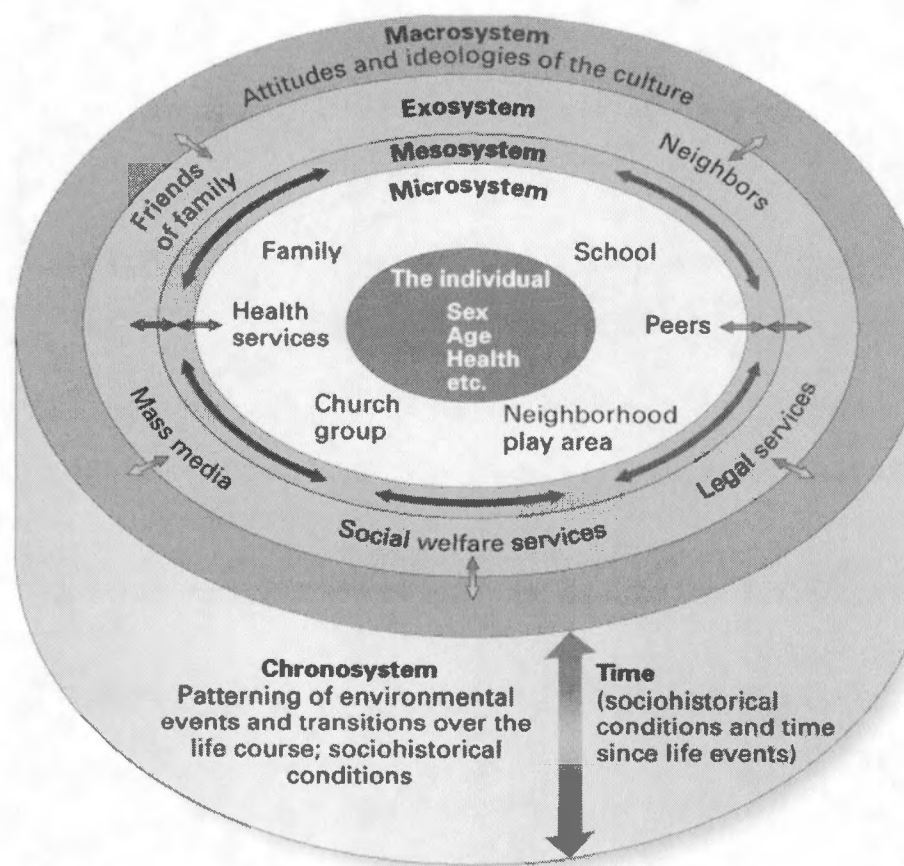 Macrosystem
Attitudes and ideologies of the culture
Exosystem
Mesosystem
Microsystem
Friends
of family
Neighbors
Family
School
The individual
Sex
Age
Health
etc.
Health
services
Peers
Church
group
Neighborhood
play area
Mass media
Legal services
Social welfare services
Chronosystem
Patterning of environmental
events and transitions over the
life course; sociohistorical
conditions
Time
(sociohistorical
conditions and time
since life events)